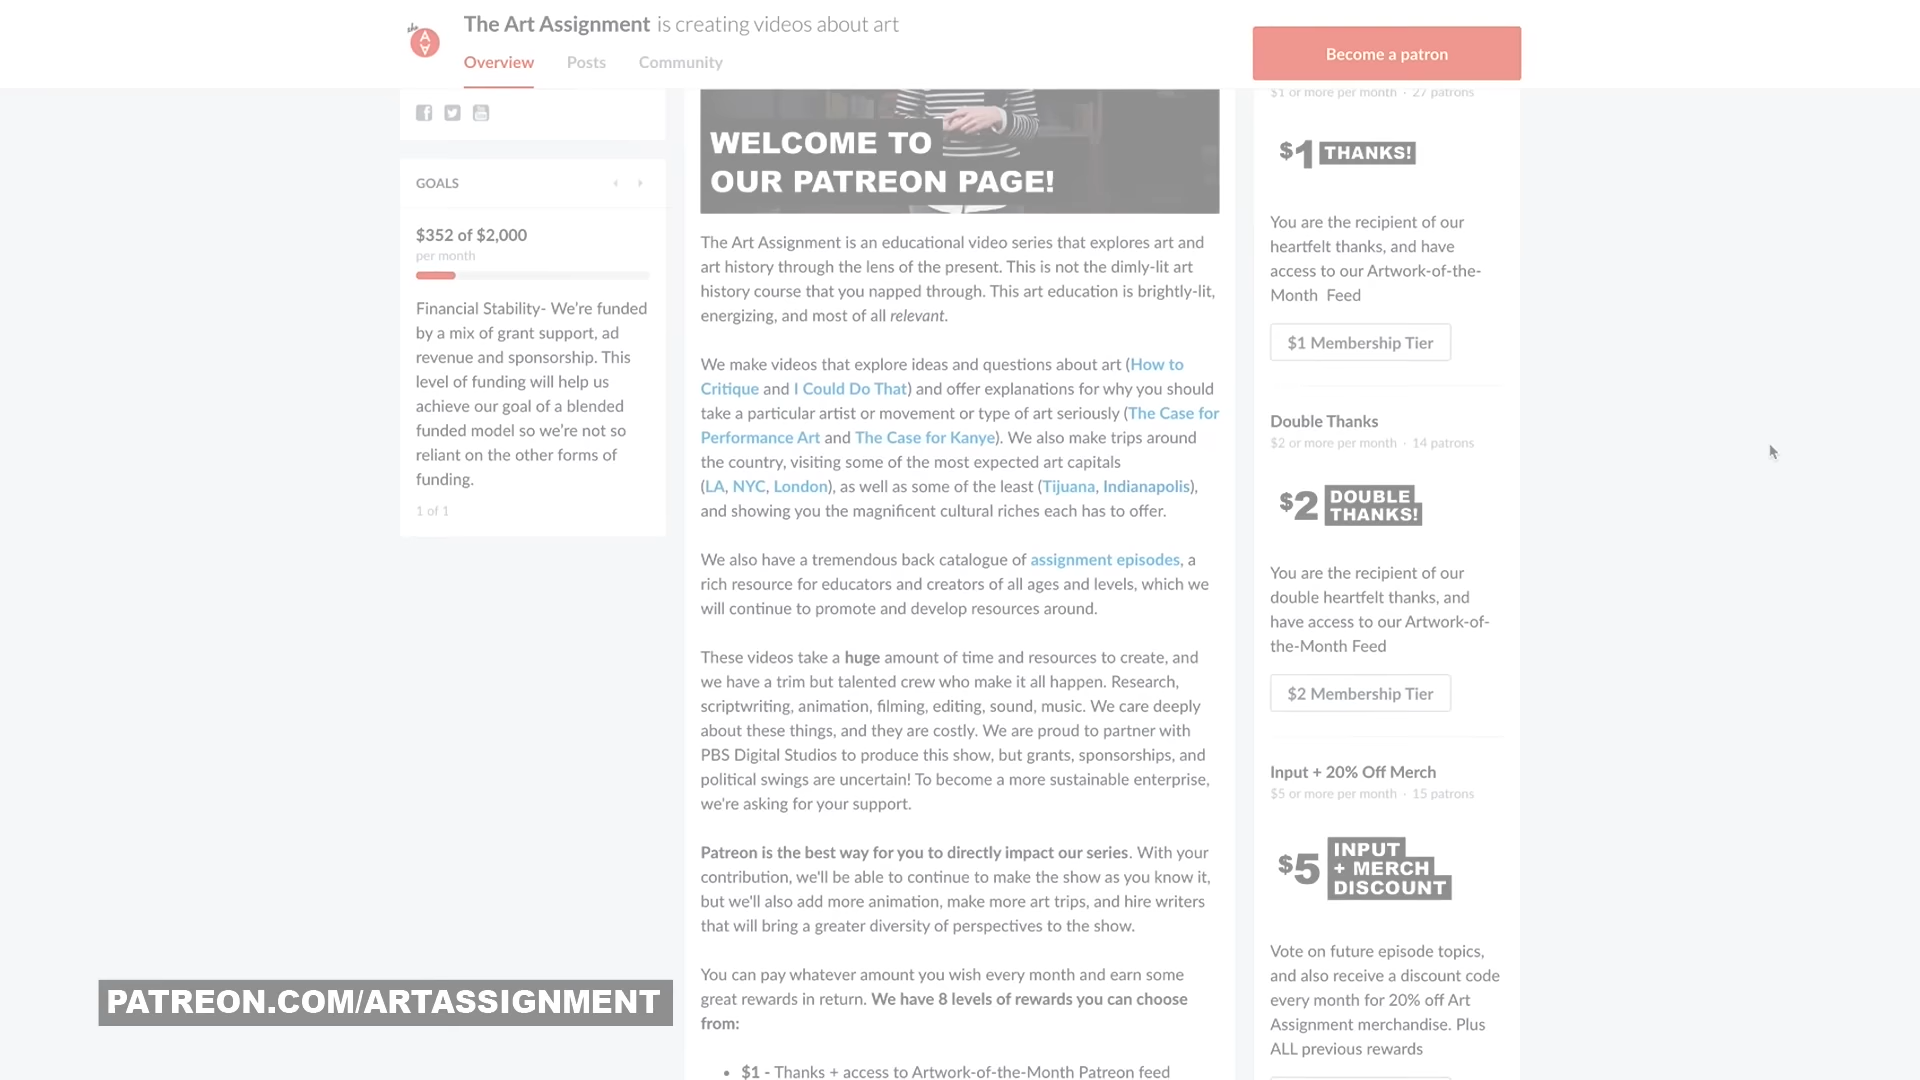 the
The Art Assignment is creating videos about art
Overview Posts Community
Become a patron
GOALS
$352 of $2,000
per month
Financial Stability- We're funded
by a mix of grant support, ad
revenue and sponsorship. This
level of funding will help us
achieve our goal of a blended
funded model so we're not so
reliant on the other forms of
funding.
1 of 1
WELCOME TO
OUR PATREON PAGE!
The Art Assignment is an educational video series that explores art and
art history through the lens of the present. This is not the dimly-lit art
history course that you napped through. This art education is brightly-lit,
energizing, and most of all relevant.
We make videos that explore ideas and questions about art (How to
Critique and I Could Do That) and offer explanations for why you should
take a particular artist or movement or type of art seriously (The Case for
Performance Art and The Case for Kanye). We also make trips around
the country, visiting some of the most expected art capitals
(LA, NYC, London), as well as some of the least (Tijuana, Indianapolis),
and showing you the magnificent cultural riches each has to offer.
We also have a tremendous back catalogue of assignment episodes, a
rich resource for educators and creators of all ages and levels, which we
will continue to promote and develop resources around.
These videos take a huge amount of time and resources to create, and
we have a trim but talented crew who make it all happen. Research,
scriptwriting, animation, filming, editing, sound, music. We care deeply
about these things, and they are costly. We are proud to partner with
PBS Digital Studios to produce this show, but grants, sponsorships, and
political swings are uncertain! To become a more sustainable enterprise,
we're asking for your support.
Patreon is the best way for you to directly impact our series. With your
contribution, we'll be able to continue to make the show as you know it,
but we'll also add more animation, make more art trips, and hire writers
that will bring a greater diversity of perspectives to the show.
You can pay whatever amount you wish every month and earn some
great rewards in return. We have 8 levels of rewards you can choose
from:
• $1 - Thanks + access to Artwork-of-the-Month Patreon feed
$1 or more per month · 27 patrons
$1 THANKS!
You are the recipient of our
heartfelt thanks, and have
access to our Artwork-of-the-
Month Feed
$1 Membership Tier
Double Thanks
$2 or more per month · 14 patrons
$2 DOUBLE
THANKS!
You are the recipient of our
double heartfelt thanks, and
have access to our Artwork-of-
the-Month Feed
$2 Membership Tier
Input + 20% Off Merch
$5 or more per month · 15 patrons
$5 INPUT
+ MERCH
DISCOUNT
Vote on future episode topics,
and also receive a discount code
every month for 20% off Art
Assignment merchandise. Plus
ALL previous rewards
PATREON.COM/ARTASSIGNMENT